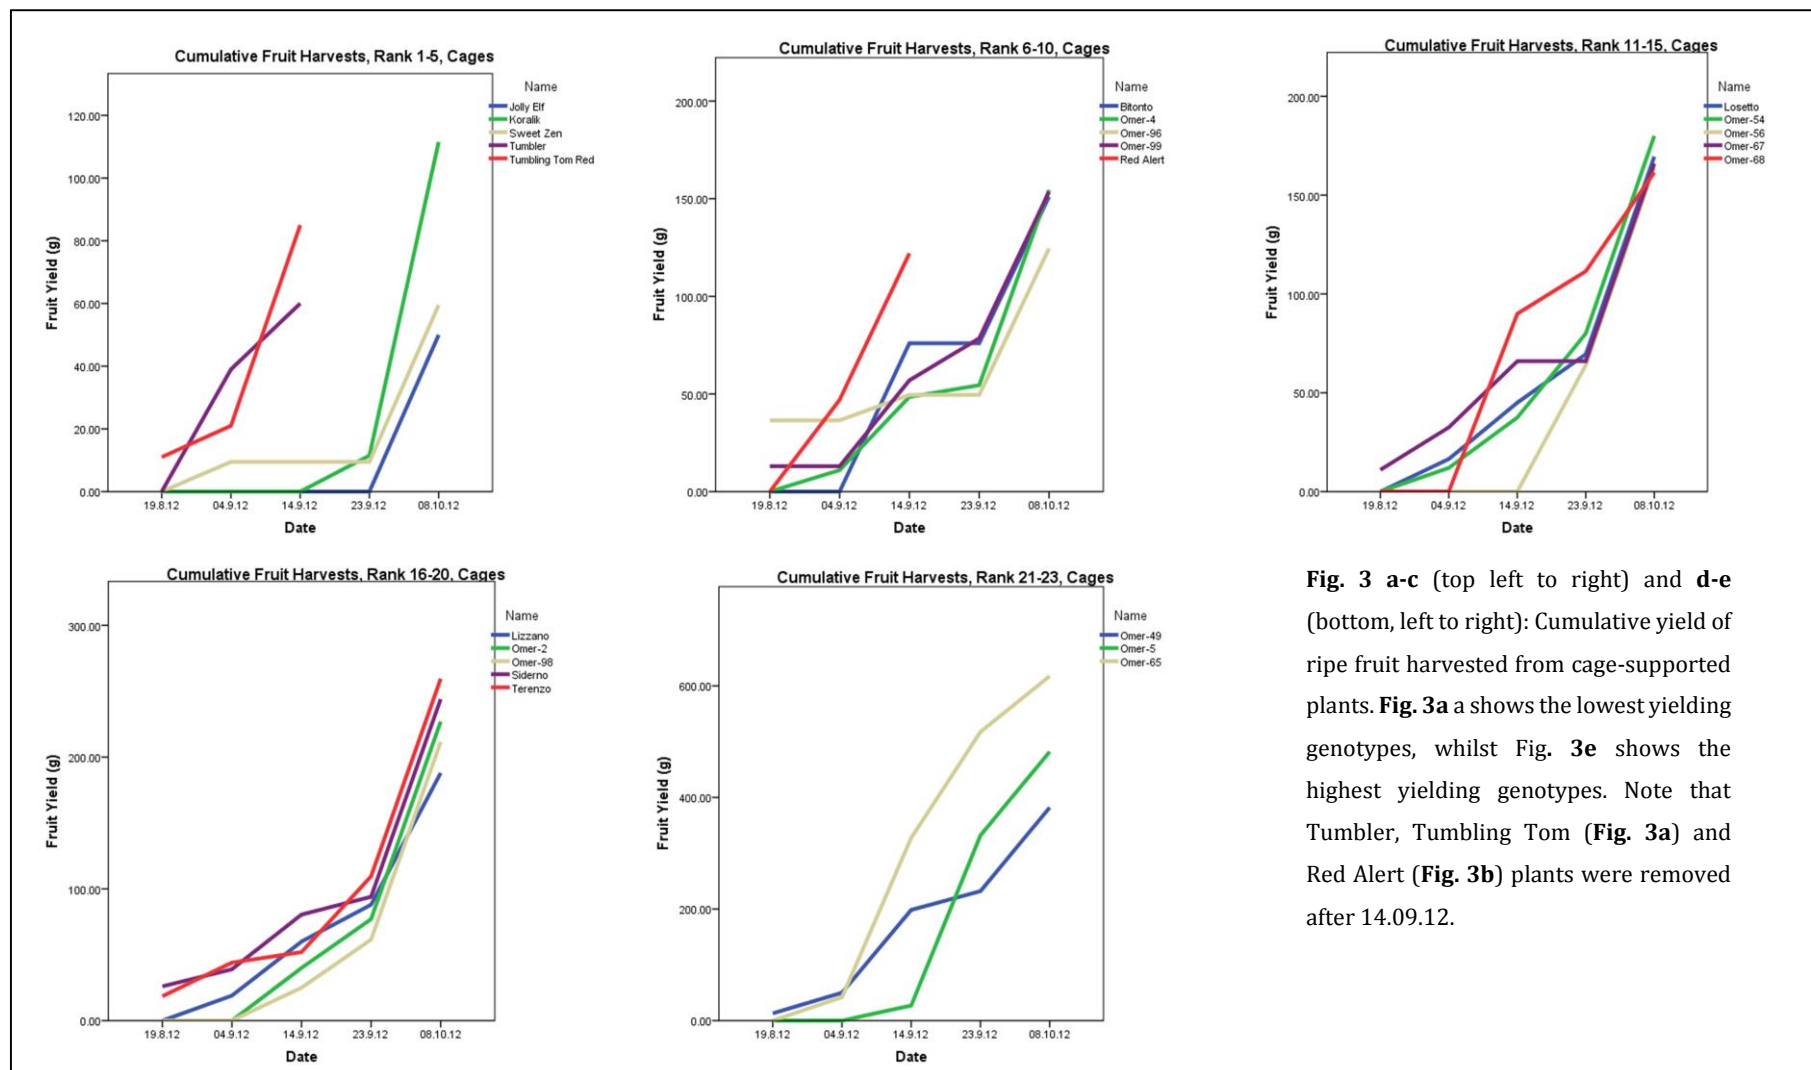 Cumulative Fruit Harvests, Rank 1-5, Cages
Name
Jolly Elf
Koralik
Sweet Zen
Tumbler
Tumbling Tom Red
120.00
100.00
80.00
60.00
40.00
20.00
0.00
Fruit Yield (g)
19.8.12 04.9.12 14.9.12 23.9.12 08.10.12
Date
Cumulative Fruit Harvests, Rank 6-10, Cages
Name
Bitonto
Omer-4
Omer-96
Omer-99
Red Alert
200.00
150.00
100.00
50.00
0.00
Fruit Yield (g)
19.8.12 04.9.12 14.9.12 23.9.12 08.10.12
Date
Cumulative Fruit Harvests, Rank 11-15, Cages
Name
Losetto
Omer-54
Omer-56
Omer-67
Omer-68
200.00
150.00
100.00
50.00
0.00
Fruit Yield (g)
19.8.12 04.9.12 14.9.12 23.9.12 08.10.12
Date
Cumulative Fruit Harvests, Rank 16-20, Cages
Name
Lizzano
Omer-2
Omer-98
Siderno
Terenzo
300.00
200.00
100.00
0.00
Fruit Yield (g)
19.8.12 04.9.12 14.9.12 23.9.12 08.10.12
Date
Cumulative Fruit Harvests, Rank 21-23, Cages
Name
Omer-49
Omer-5
Omer-65
600.00
400.00
200.00
0.00
Fruit Yield (g)
19.8.12 04.9.12 14.9.12 23.9.12 08.10.12
Date
Fig. 3 a-c (top left to right) and d-e
(bottom, left to right): Cumulative yield of
ripe fruit harvested from cage-supported
plants. Fig. 3a a shows the lowest yielding
genotypes, whilst Fig. 3e shows the
highest yielding genotypes. Note that
Tumbler, Tumbling Tom (Fig. 3a) and
Red Alert (Fig. 3b) plants were removed
after 14.09.12.